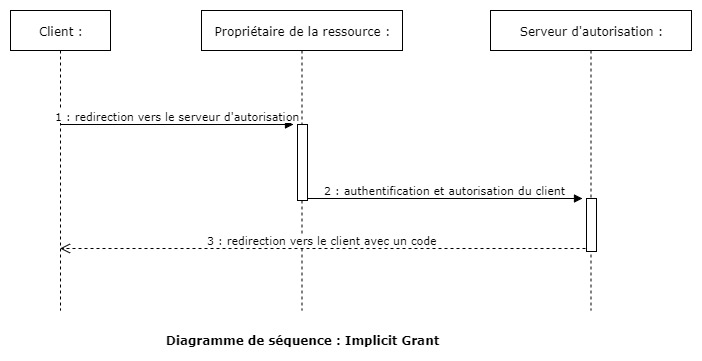 Client :
Propriétaire de la ressource :
Serveur d'autorisation :
1 : redirection vers le serveur d'autorisation
2 : authentification et autorisation du client
3 : redirection vers le client avec un code
Diagramme de séquence : Implicit Grant